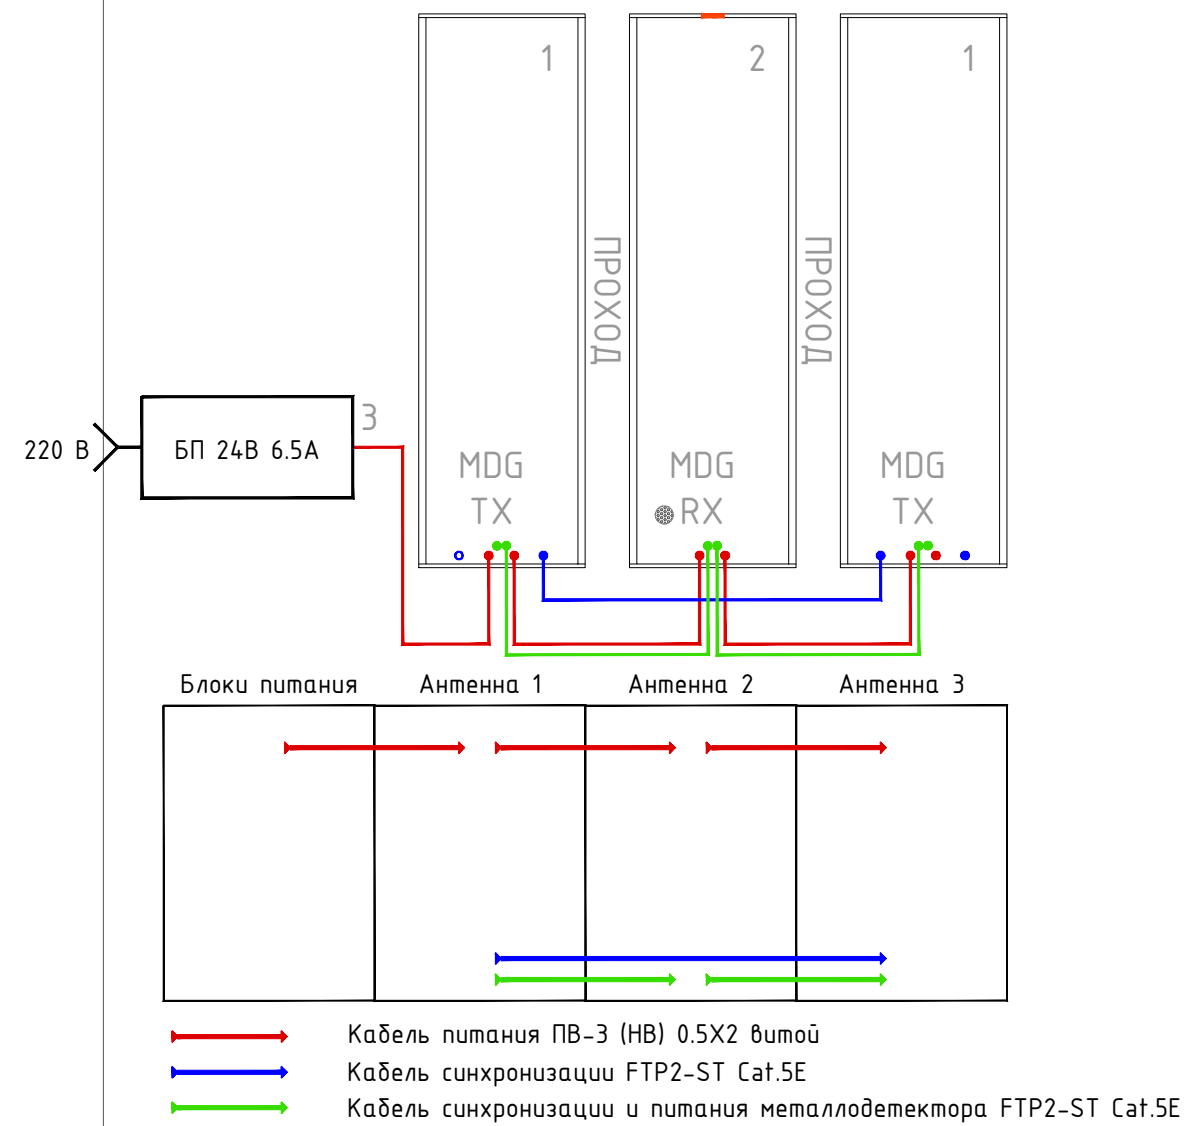 1
2
1
ПРОХОД
ПРОХОД
3
220 В
БП 24В 6.5А
MDG
TX
MDG
RX
MDG
TX
Блоки питания
Антенна 1
Антенна 2
Антенна 3
Кабель питания ПВ-3 (НВ) 0.5Х2 витой
Кабель синхронизации FTP2-ST Cat.5E
Кабель синхронизации и питания металлодетектора FTP2-ST Cat.5E